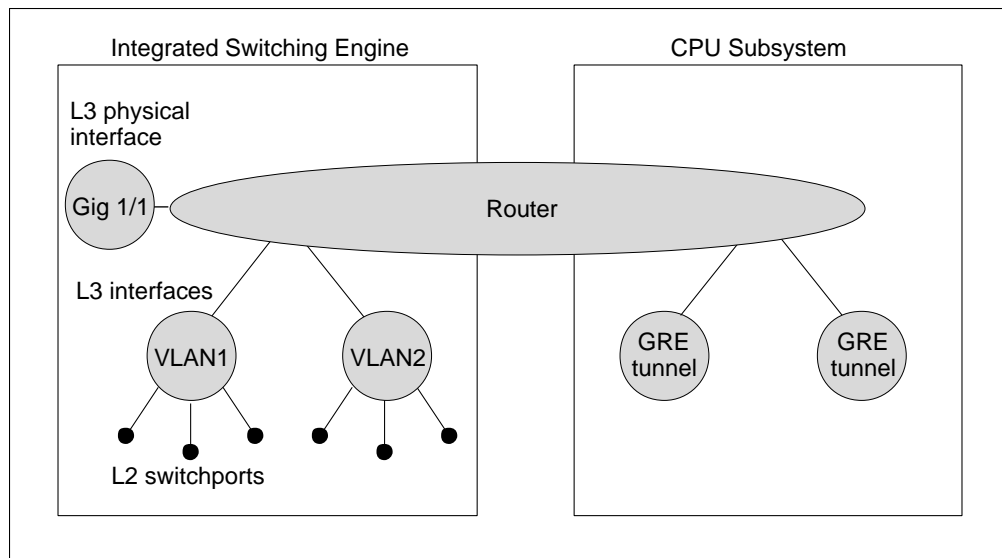 Integrated Switching Engine
CPU Subsystem
L3 physical
interface
Gig 1/1
Router
L3 interfaces
VLAN1
VLAN2
GRE
tunnel
GRE
tunnel
L2 switchports